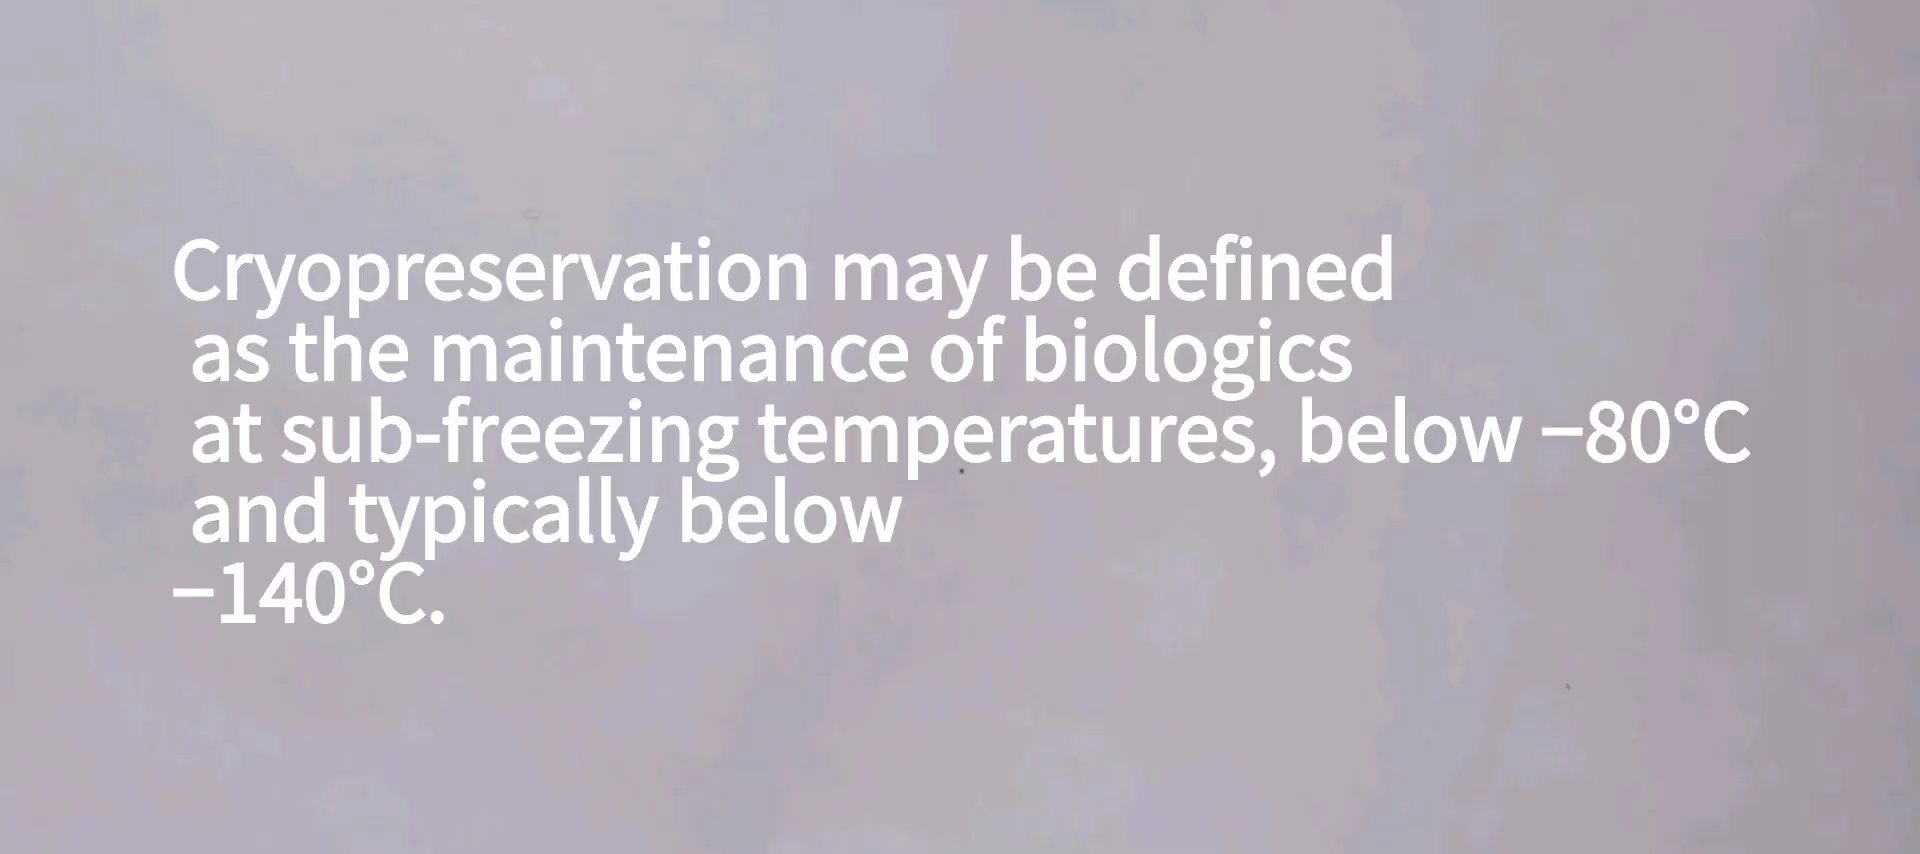 Cryopreservation may be defined
as the maintenance of biologics
at sub-freezing temperatures, below −80°C
and typically below
−140°C.